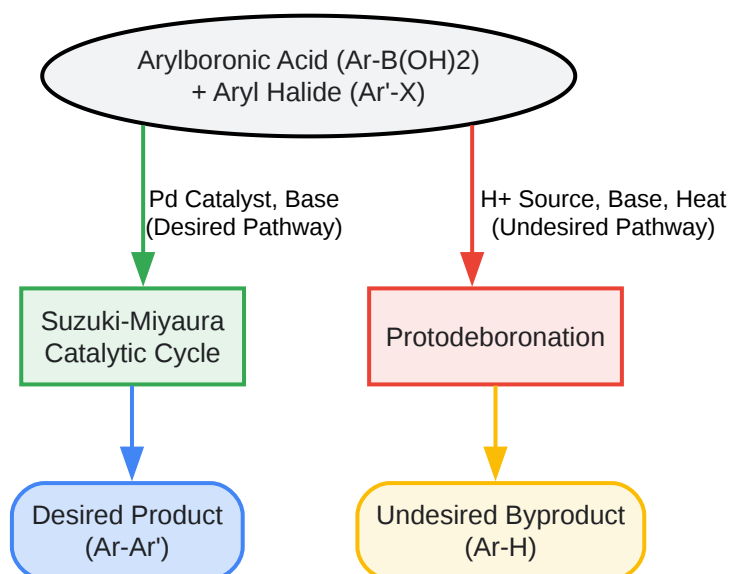 Arylboronic Acid (Ar-B(OH)2)
+ Aryl Halide (Ar'-X)
Pd Catalyst, Base
(Desired Pathway)
H+ Source, Base, Heat
(Undesired Pathway)
Suzuki-Miyaura
Catalytic Cycle
Protodeboronation
Desired Product
(Ar-Ar')
Undesired Byproduct
(Ar-H)